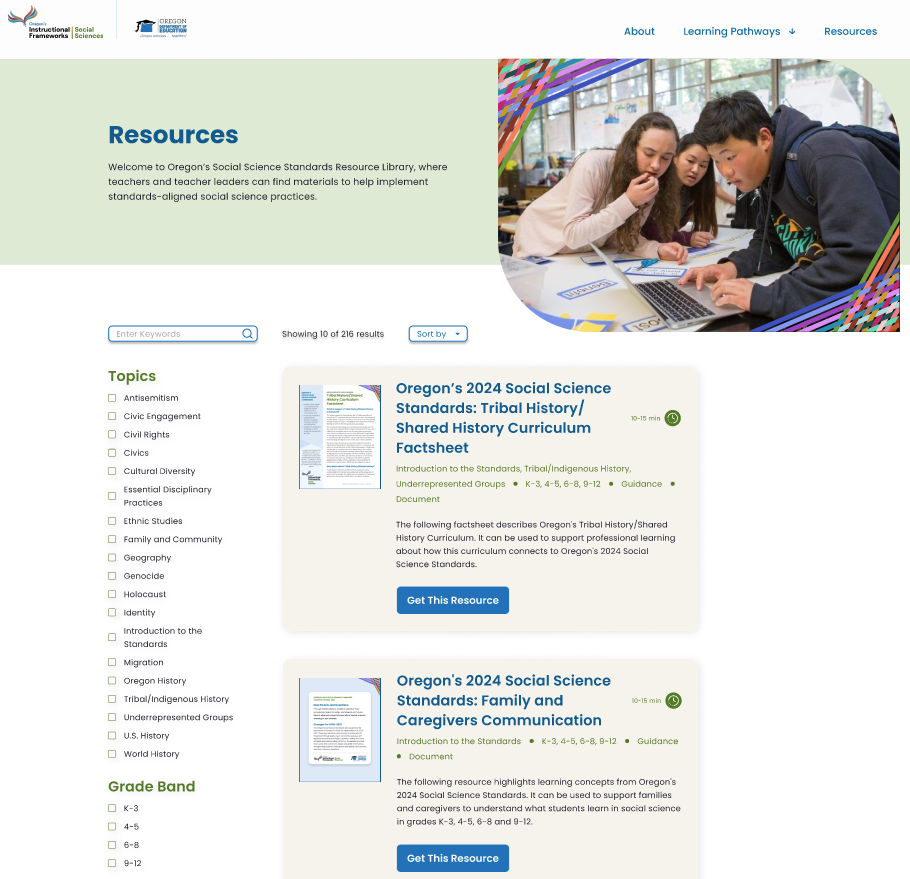 Oregon's
Instructional Social
Frameworks Sciences
OREGON
DEPARTMENT OF
EDUCATION
About Learning Pathways Resources
Resources
Welcome to Oregon's Social Science Standards Resource Library, where
teachers and teacher leaders can find materials to help implement
standards-aligned social science practices.
Enter Keywords
Showing 10 of 216 results
Sort by
Topics
Antisemitism
Civic Engagement
Civil Rights
Civics
Cultural Diversity
Essential Disciplinary
Practices
Ethnic Studies
Family and Community
Geography
Genocide
Holocaust
Identity
Introduction to the
Standards
Migration
Oregon History
Tribal/Indigenous History
Underrepresented Groups
U.S. History
World History
Grade Band
K-3
4-5
6-8
9-12
Tribal History/Shared
History Curriculum
Factsheet
Oregon’s 2024 Social Science
Standards: Tribal History/
Shared History Curriculum
Factsheet
10-15 min
Introduction to the Standards, Tribal/Indigenous History,
Underrepresented Groups • K-3, 4-5, 6-8, 9-12 • Guidance •
Document
The following factsheet describes Oregon's Tribal History/Shared
History Curriculum. It can be used to support professional learning
about how this curriculum connects to Oregon's 2024 Social
Science Standards.
Get This Resource
Oregon's 2024 Social Science
Standards: Family and
Caregivers Communication
10-15 min
Introduction to the Standards • K-3, 4-5, 6-8, 9-12 • Guidance
• Document
The following resource highlights learning concepts from Oregon's
2024 Social Science Standards. It can be used to support families
and caregivers to understand what students learn in social science
in grades K-3, 4-5, 6-8 and 9-12.
Get This Resource